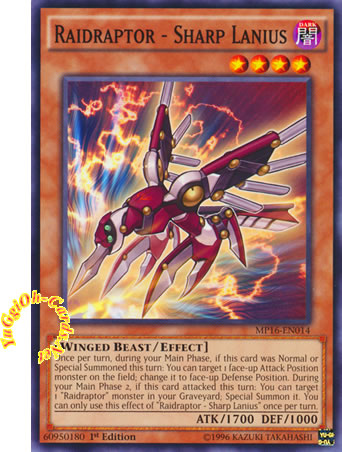 RAIDRAPTOR - SHARP LANIUS
DARK
闇
MP16-EN014
[WINGED BEAST/EFFECT]
Once per turn, during your Main Phase, if this card was Normal or
Special Summoned this turn: You can target 1 face-up Attack Position
monster on the field; change it to face-up Defense Position. During
your Main Phase 2, if this card attacked this turn: You can target
1 "Raidraptor" monster in your Graveyard; Special Summon it. You
can only use this effect of "Raidraptor - Sharp Lanius" once per turn.
ATK/1700 DEF/1000
60950180 1st Edition ©1996 KAZUKI TAKAHASHI